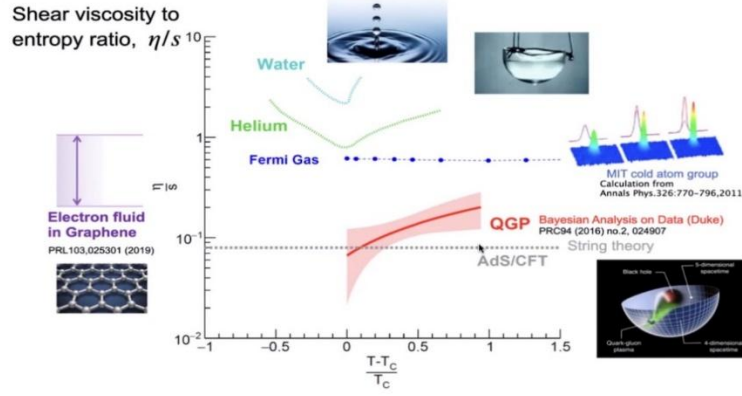 Shear viscosity to
entropy ratio, η/s
10
Water
Helium
1
Fermi Gas
η
s
MIT cold atom group
Calculation from
Annals Phys.326:770-796,2011
Electron fluid
in Graphene
PRL103,025301 (2019)
QGP
Bayesian Analysis on Data (Duke)
PRC94 (2016) no.2, 024907
10⁻¹
String theory
AdS/CFT
Black hole
5-dimensional
spacetime
Quark-gluon
plasma
4-dimensional
spacetime
10⁻²
−1
−0.5
0
0.5
1
1.5
T-T_C
T_C